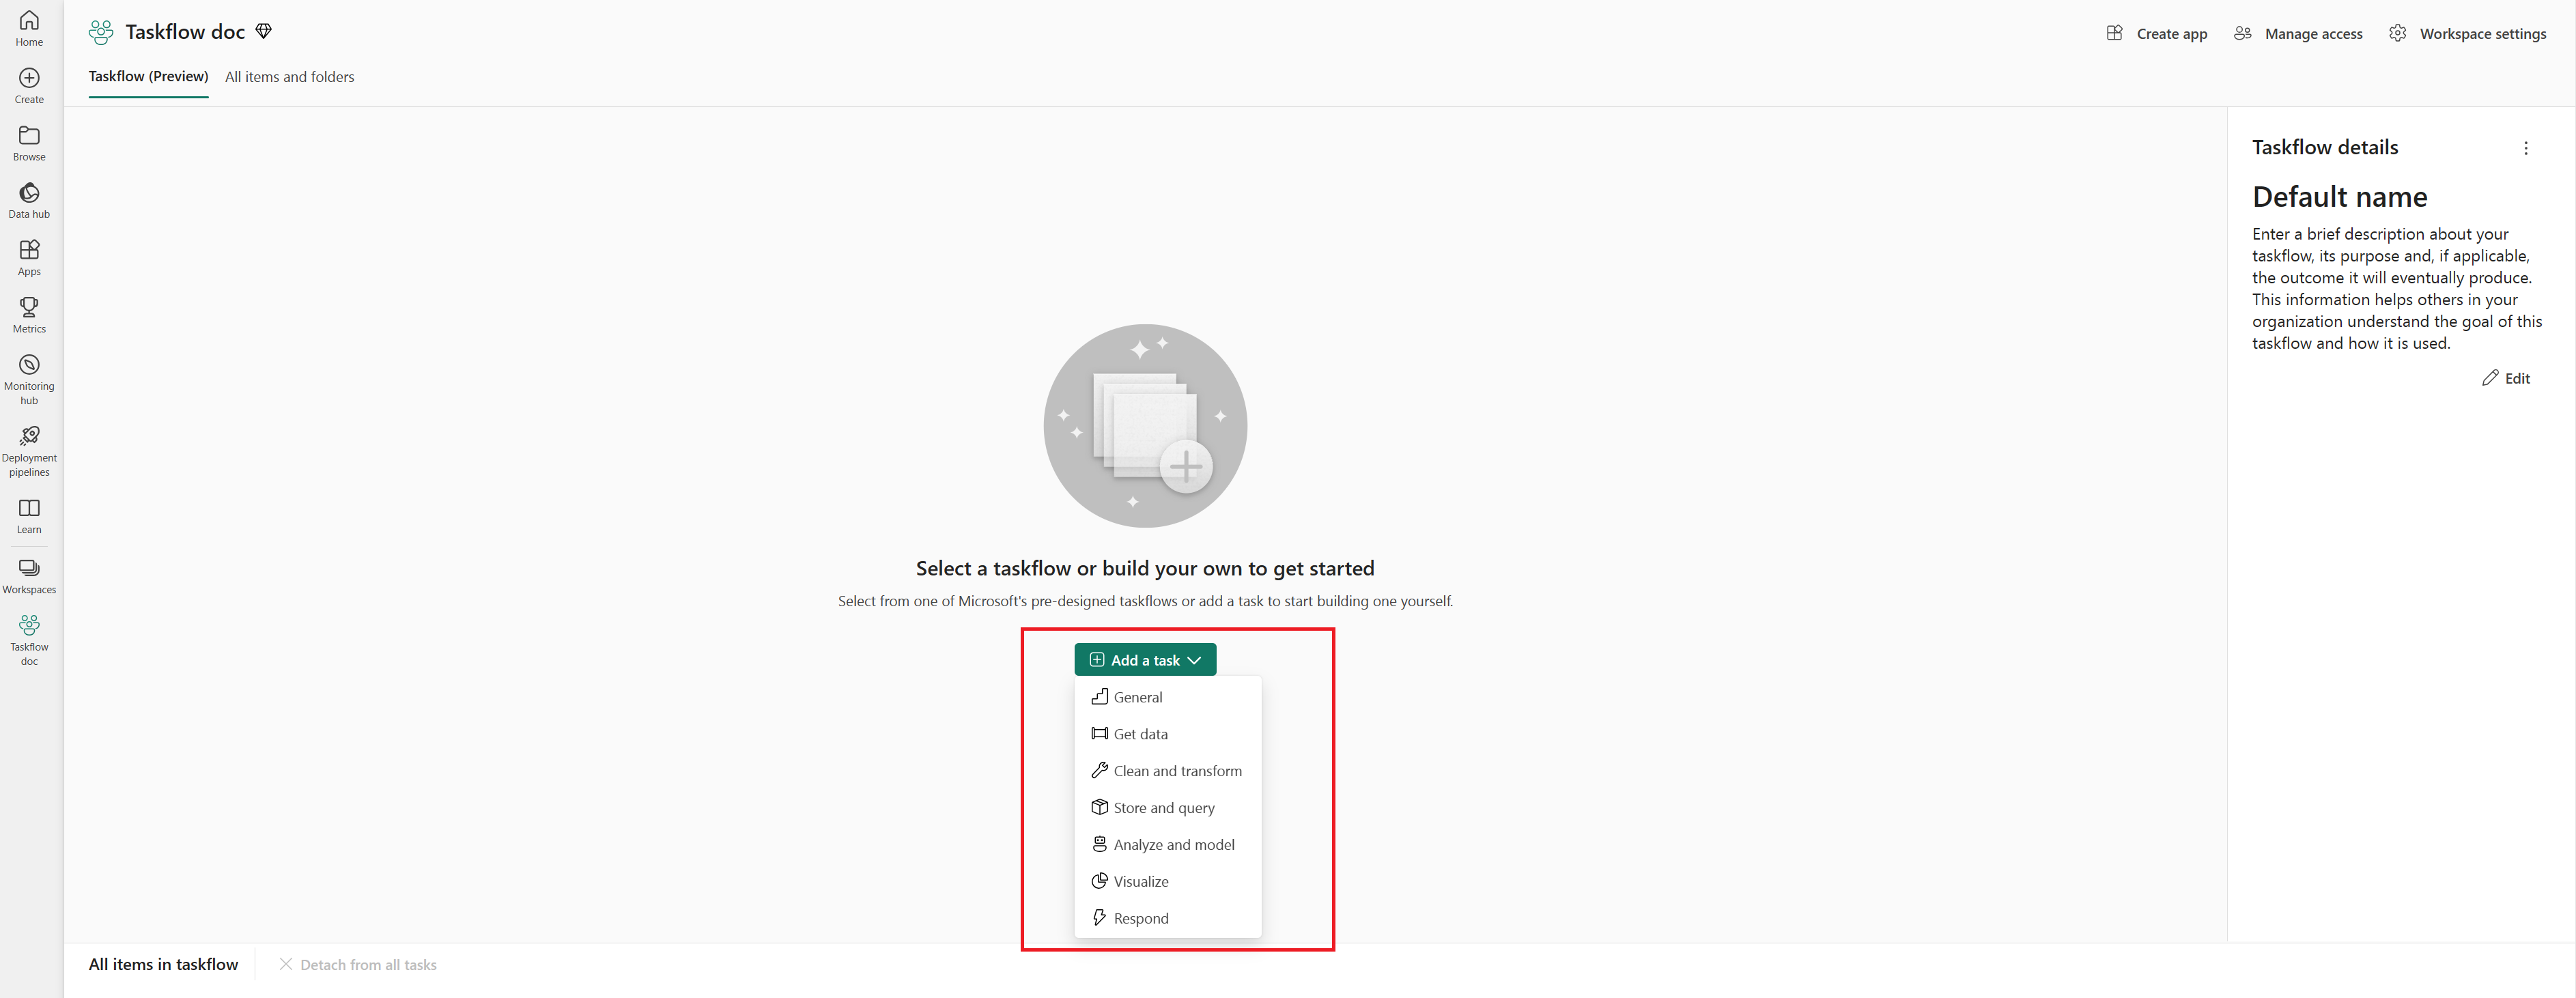 Home
Create
Browse
Data hub
Apps
Metrics
Monitoring
hub
Deployment
pipelines
Learn
Workspaces
Taskflow
doc
Taskflow doc
Create app
Manage access
Workspace settings
Taskflow (Preview)
All items and folders
Select a taskflow or build your own to get started
Select from one of Microsoft's pre-designed taskflows or add a task to start building one yourself.
Add a task
General
Get data
Clean and transform
Store and query
Analyze and model
Visualize
Respond
Taskflow details
Default name
Enter a brief description about your
taskflow, its purpose and, if applicable,
the outcome it will eventually produce.
This information helps others in your
organization understand the goal of this
taskflow and how it is used.
Edit
All items in taskflow
Detach from all tasks